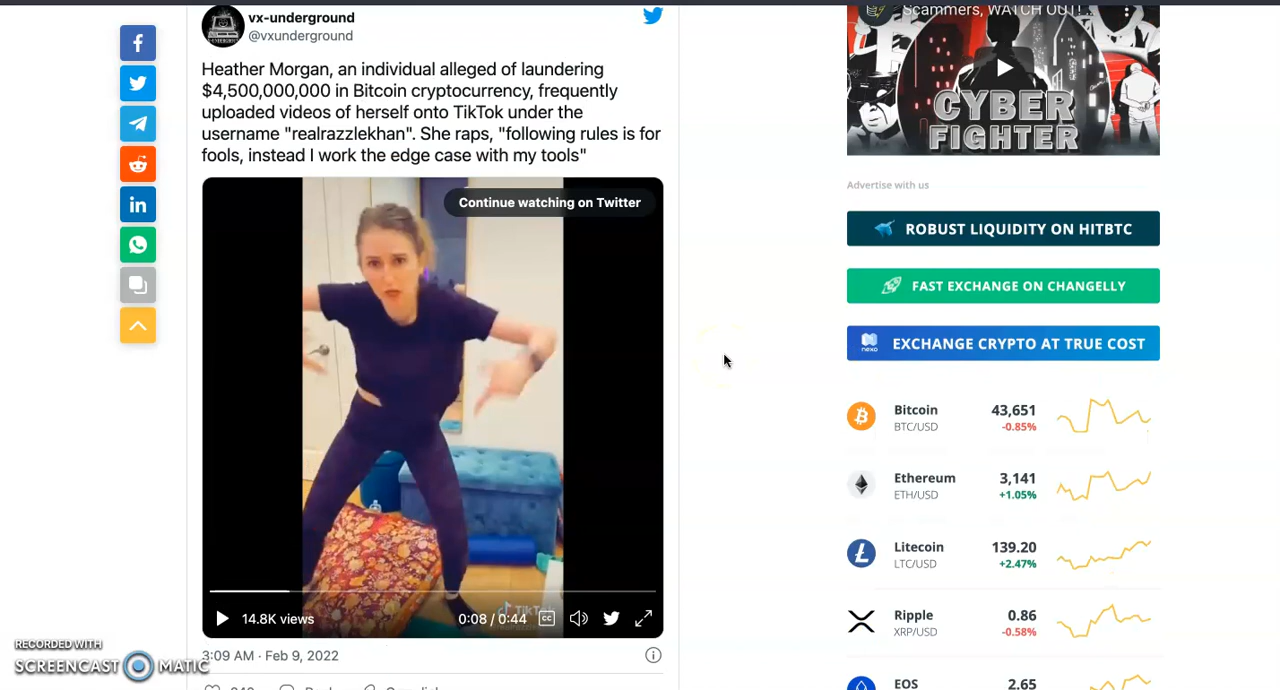 vx-underground
@vxunderground
Heather Morgan, an individual alleged of laundering
$4,500,000,000 in Bitcoin cryptocurrency, frequently
uploaded videos of herself onto TikTok under the
username "realrazzlekhan". She raps, "following rules is for
fools, instead I work the edge case with my tools"
Continue watching on Twitter
14.8K views
0:08 / 0:44
CC
TikTok
3:09 AM · Feb 9, 2022
RECORDED WITH
SCREENCAST MATIC
Scammers, WATCH OUT!
CYBER
FIGHTER
Advertise with us
ROBUST LIQUIDITY ON HITBTC
FAST EXCHANGE ON CHANGELLY
nexo
EXCHANGE CRYPTO AT TRUE COST
Bitcoin 43,651
BTC/USD -0.85%
Ethereum 3,141
ETH/USD +1.05%
Litecoin 139.20
LTC/USD +2.47%
Ripple 0.86
XRP/USD -0.58%
EOS 2.65